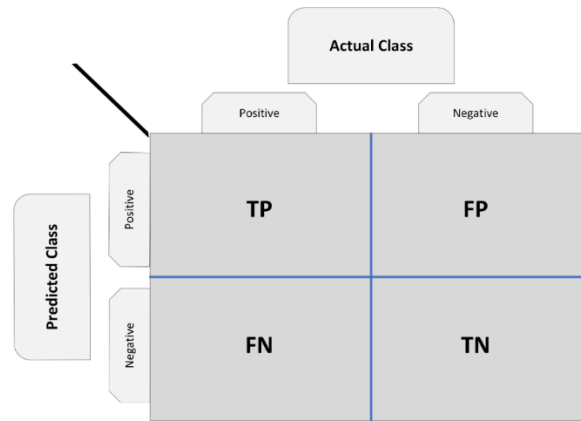 Actual Class
Positive
Negative
Predicted Class
Positive
TP
FP
Negative
FN
TN